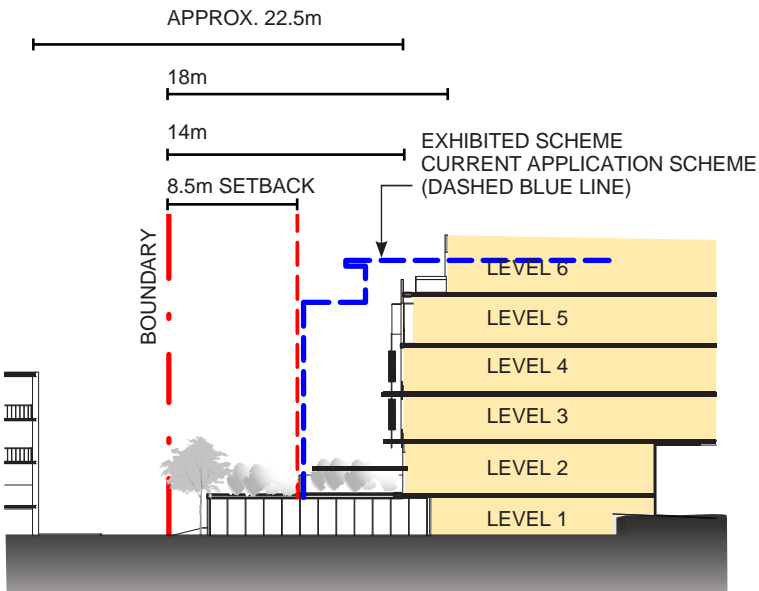 APPROX. 22.5m
18m
14m
8.5m SETBACK
EXHIBITED SCHEME
CURRENT APPLICATION SCHEME
(DASHED BLUE LINE)
BOUNDARY
LEVEL 6
LEVEL 5
LEVEL 4
LEVEL 3
LEVEL 2
LEVEL 1